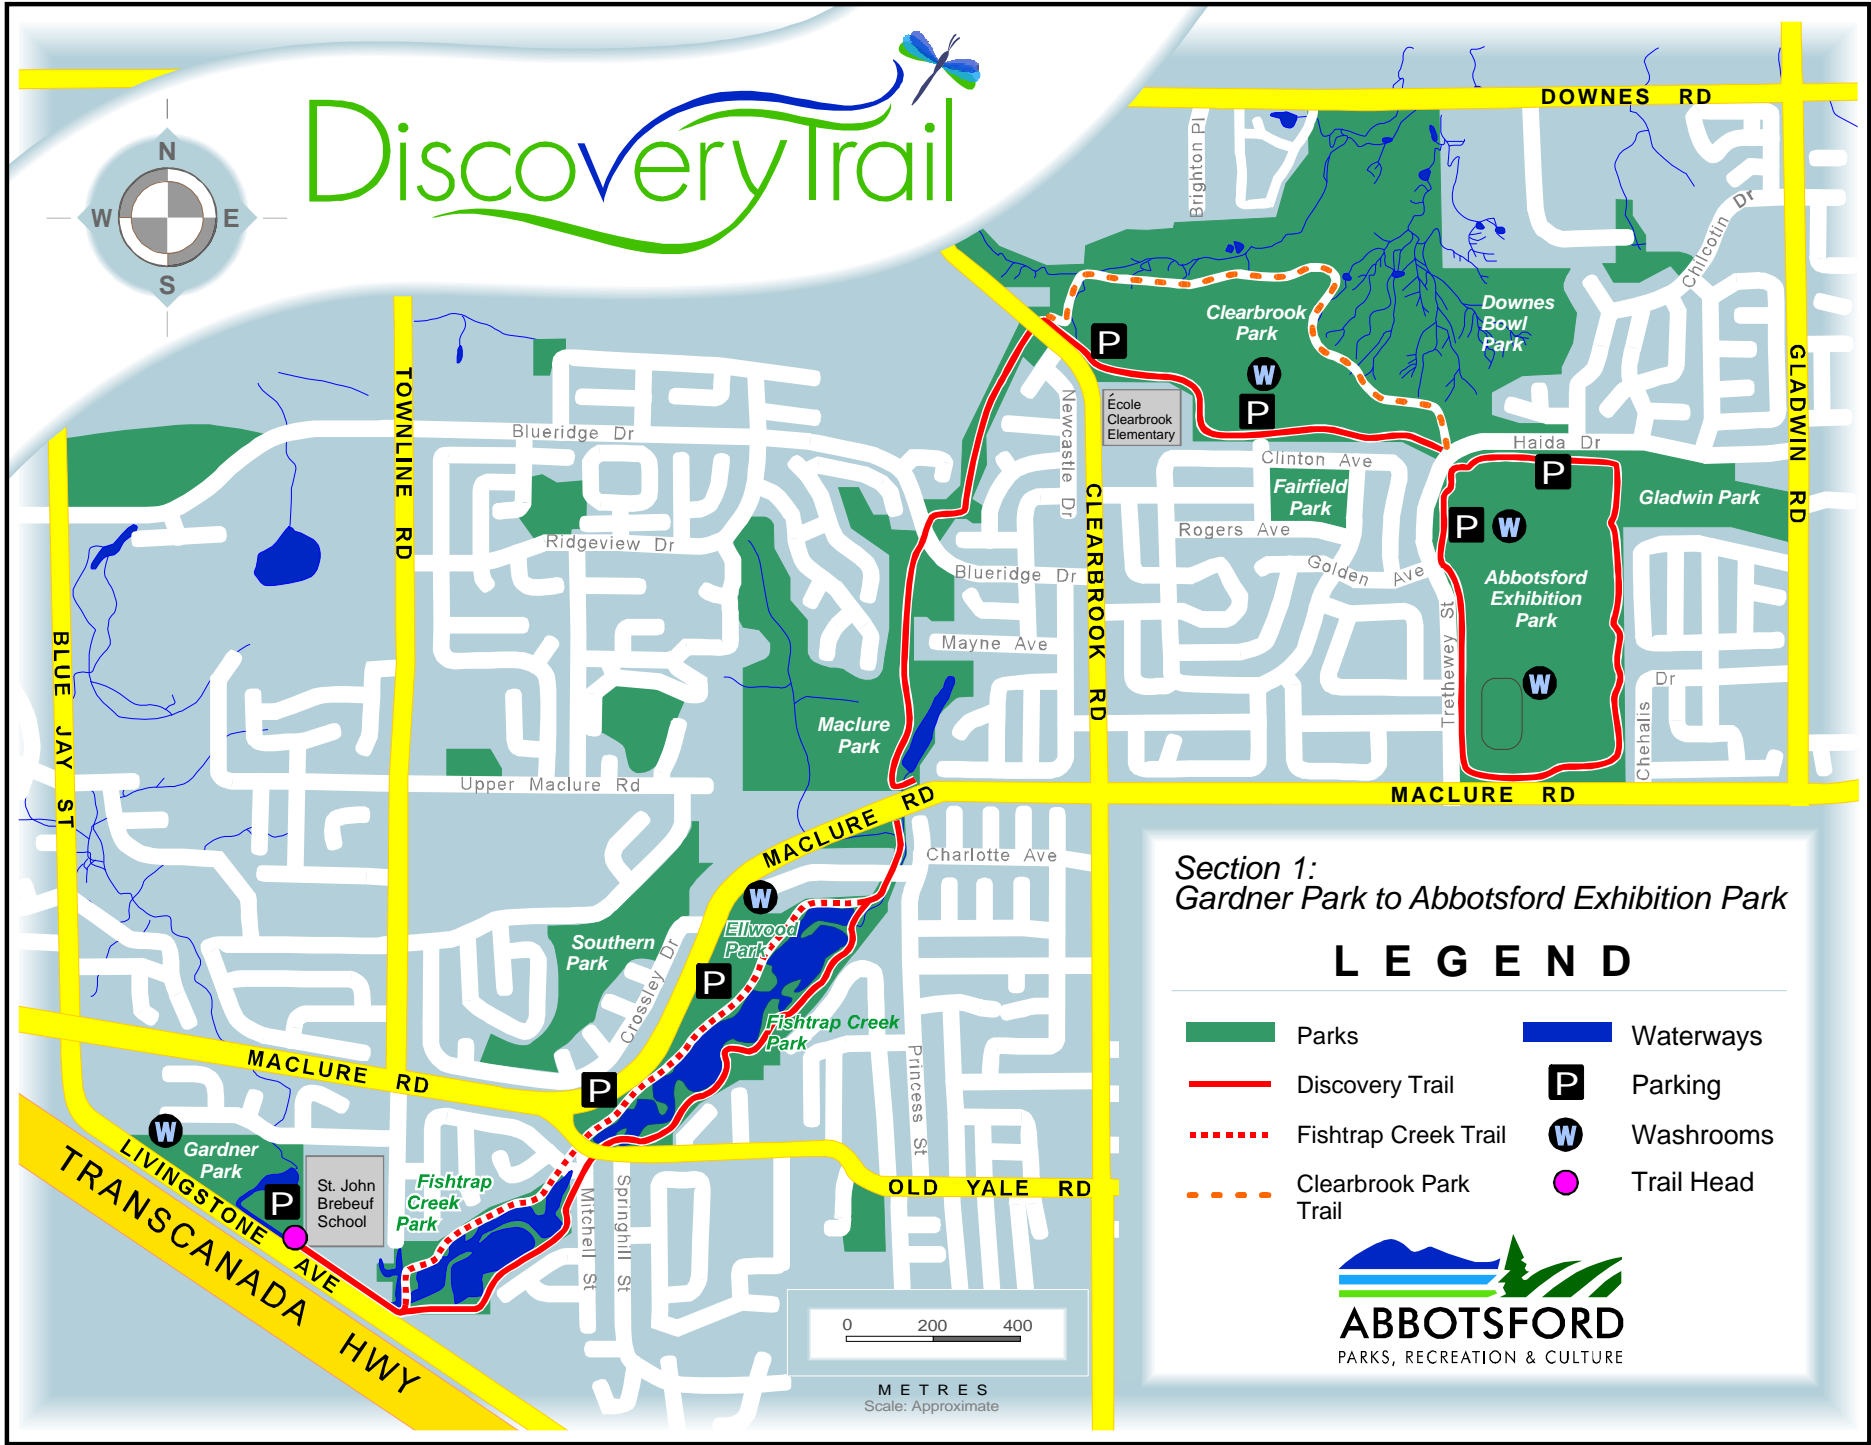 Discovery Trail
N
W
E
S
DOWNES RD
Brighton Pl
Chilcotin Dr
GLADWIN RD
Clearbrook
Park
Downes
Bowl
Park
P
W
P
École
Clearbrook
Elementary
TOWNLINE RD
Blueridge Dr
Newcastle Dr
Haida Dr
Clinton Ave
P
Fairfield
Park
Gladwin Park
CLEARBROOK RD
Rogers Ave
P
W
Ridgeview Dr
Golden Ave
Blueridge Dr
Abbotsford
Exhibition
Park
Trethewey St
Mayne Ave
BLUE JAY ST
W
Dr
Chehalis
Maclure
Park
Upper Maclure Rd
MACLURE RD
MACLURE RD
Charlotte Ave
W
Ellwood
Park
Southern
Park
Crossley Dr
P
Fishtrap Creek
Park
Princess St
MACLURE RD
P
W
Gardner
Park
LIVINGSTONE AVE
P
St. John
Brebeuf
School
Fishtrap
Creek
Park
Mitchell St
Springhill St
OLD YALE RD
TRANSCANADA HWY
0 200 400
METRES
Scale: Approximate
Section 1:
Gardner Park to Abbotsford Exhibition Park
LEGEND
Parks
Waterways
Discovery Trail
P Parking
Fishtrap Creek Trail
W Washrooms
Clearbrook Park
Trail
Trail Head
ABBOTSFORD
PARKS, RECREATION & CULTURE